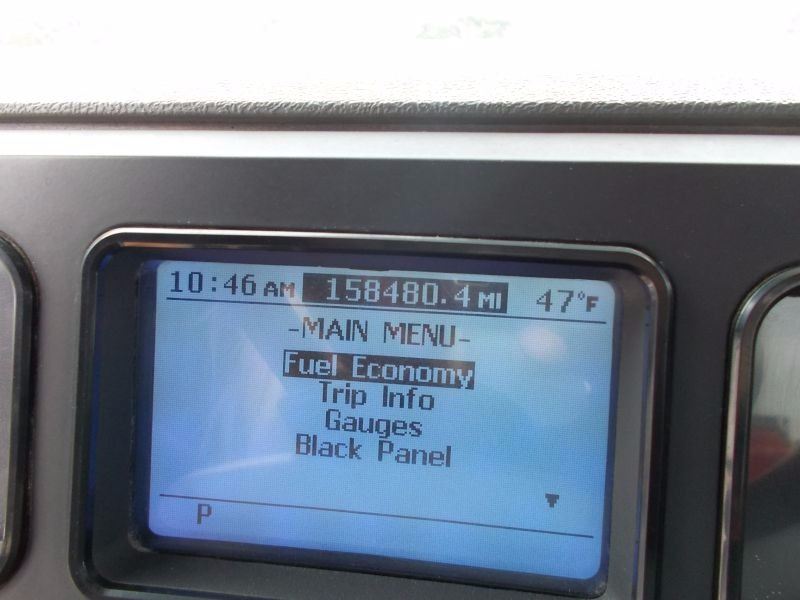 10:46 AM 158480.4 MI 47°F
-MAIN MENU-
Fuel Economy
Trip Info
Gauges
Black Panel
P